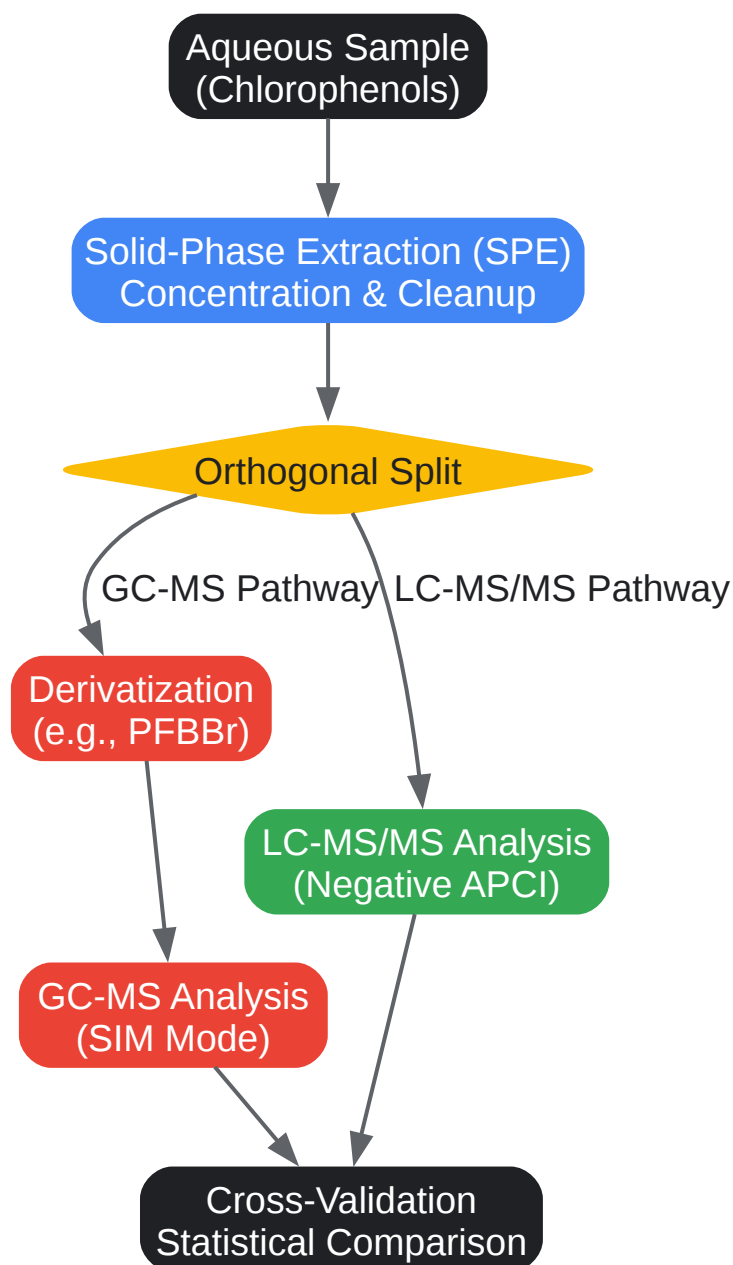 Aqueous Sample
(Chlorophenols)
Solid-Phase Extraction (SPE)
Concentration & Cleanup
Orthogonal Split
GC-MS Pathway
LC-MS/MS Pathway
Derivatization
(e.g., PFBBr)
LC-MS/MS Analysis
(Negative APCI)
GC-MS Analysis
(SIM Mode)
Cross-Validation
Statistical Comparison